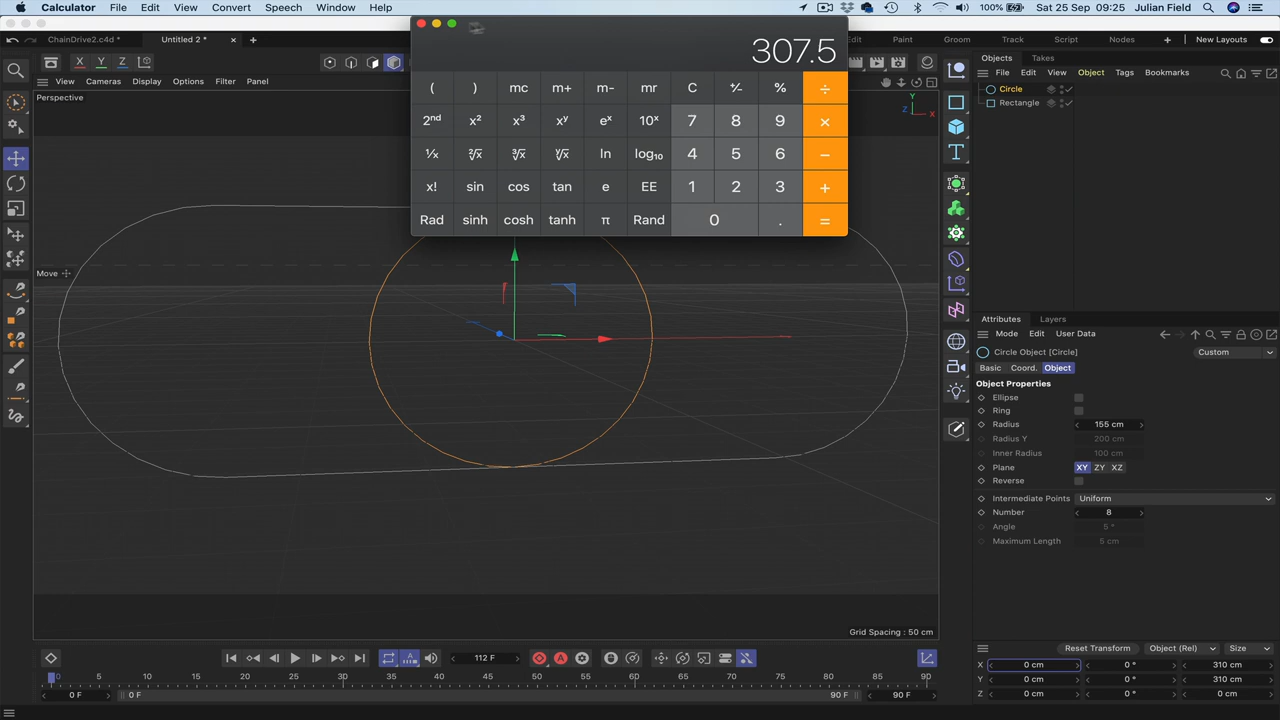 Calculator File Edit View Convert Speech Window Help 100% Sat 25 Sep 09:25 Julian Field
ChainDrive2.c4d * Untitled 2 * Edit Paint Groom Track Script Nodes New Layouts
307.5
( ) mc m+ m- mr C +⁄- % ÷
2nd x² x³ xʸ eˣ 10ˣ 7 8 9 ×
¹⁄x ²√x ³√x ʸ√x ln log₁₀ 4 5 6 −
x! sin cos tan e EE 1 2 3 +
Rad sinh cosh tanh π Rand 0 . =
View Cameras Display Options Filter Panel
Perspective
Y
Z X
Move
Grid Spacing : 50 cm
Objects Takes
File Edit View Object Tags Bookmarks
Circle
Rectangle
Attributes Layers
Mode Edit User Data
Circle Object [Circle] Custom
Basic Coord. Object
Object Properties
Ellipse
Ring
Radius 155 cm
Radius Y 200 cm
Inner Radius 100 cm
Plane XY ZY XZ
Reverse
Intermediate Points Uniform
Number 8
Angle 5 °
Maximum Length 5 cm
112 F
0 5 10 15 20 25 30 35 40 45 50 55 60 65 70 75 80 85 90
0 F 0 F 90 F 90 F
Reset Transform Object (Rel) Size
X 0 cm 0 ° 310 cm
Y 0 cm 0 ° 310 cm
Z 0 cm 0 ° 0 cm